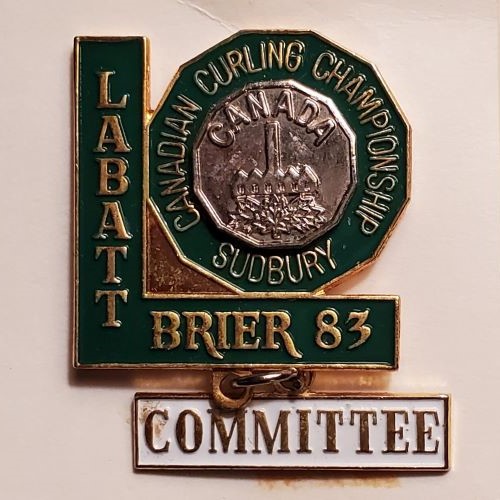 LABATT
CANADIAN CURLING CHAMPIONSHIP
CANADA
SUDBURY
BRIER 83
COMMITTEE